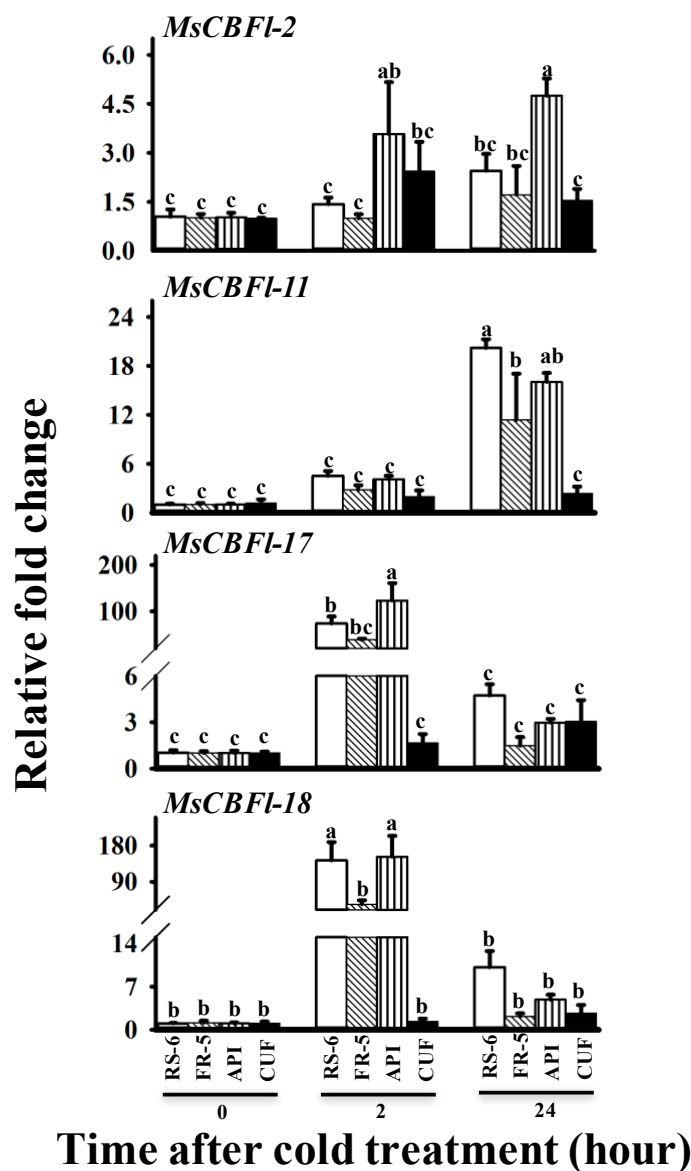 MsCBFl-2
6.0
4.5
3.0
1.5
0.0
c c c c
c c ab bc
bc bc a c
MsCBFl-11
24
18
12
6
0
c c c c
c c c c
a b ab c
MsCBFl-17
200
100
6
3
0
c c c c
b bc a c
c c c c
MsCBFl-18
180
90
14
7
0
b b b b
a b a b
b b b b
RS-6 FR-5 API CUF RS-6 FR-5 API CUF RS-6 FR-5 API CUF
0 2 24
Relative fold change
Time after cold treatment (hour)